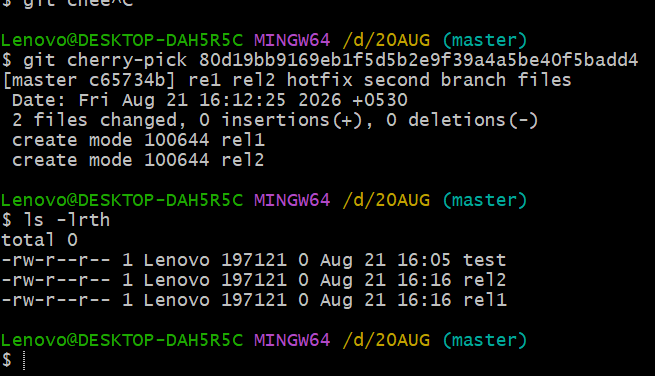 $ git chee^C
Lenovo@DESKTOP-DAH5R5C MINGW64 /d/20AUG (master)
$ git cherry-pick 80d19bb9169eb1f5d5b2e9f39a4a5be40f5badd4
[master c65734b] re1 rel2 hotfix second branch files
 Date: Fri Aug 21 16:12:25 2026 +0530
 2 files changed, 0 insertions(+), 0 deletions(-)
 create mode 100644 rel1
 create mode 100644 rel2
Lenovo@DESKTOP-DAH5R5C MINGW64 /d/20AUG (master)
$ ls -lrth
total 0
-rw-r--r-- 1 Lenovo 197121 0 Aug 21 16:05 test
-rw-r--r-- 1 Lenovo 197121 0 Aug 21 16:16 rel2
-rw-r--r-- 1 Lenovo 197121 0 Aug 21 16:16 rel1
Lenovo@DESKTOP-DAH5R5C MINGW64 /d/20AUG (master)
$